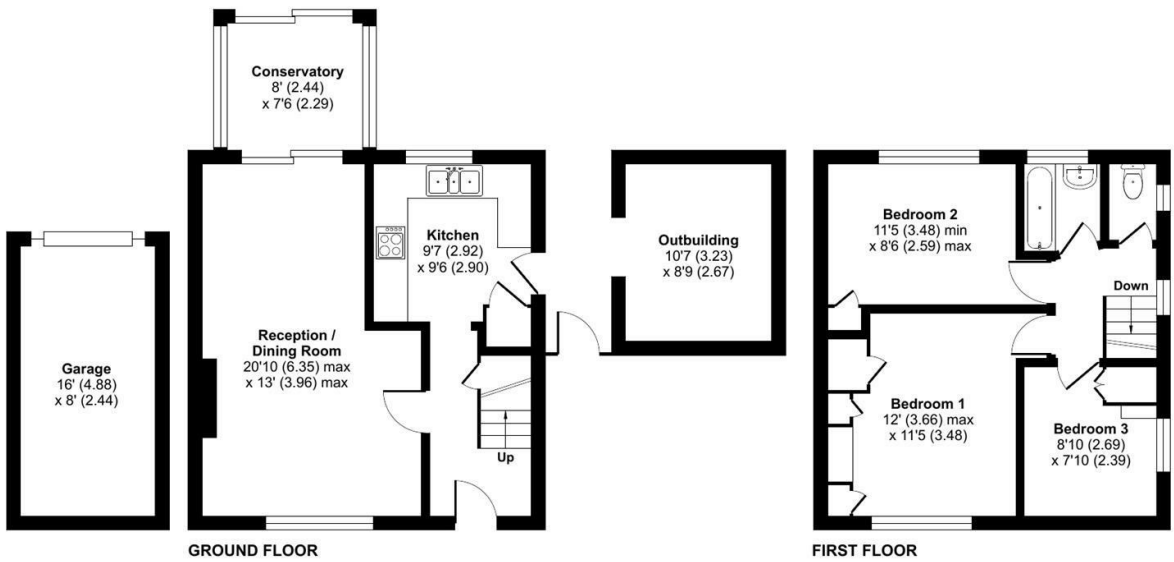 Conservatory
8' (2.44)
x 7'6 (2.29)
Kitchen
9'7 (2.92)
x 9'6 (2.90)
Outbuilding
10'7 (3.23)
x 8'9 (2.67)
Reception /
Dining Room
20'10 (6.35) max
x 13' (3.96) max
Garage
16' (4.88)
x 8' (2.44)
Up
GROUND FLOOR
Bedroom 2
11'5 (3.48) min
x 8'6 (2.59) max
Down
Bedroom 1
12' (3.66) max
x 11'5 (3.48)
Bedroom 3
8'10 (2.69)
x 7'10 (2.39)
FIRST FLOOR